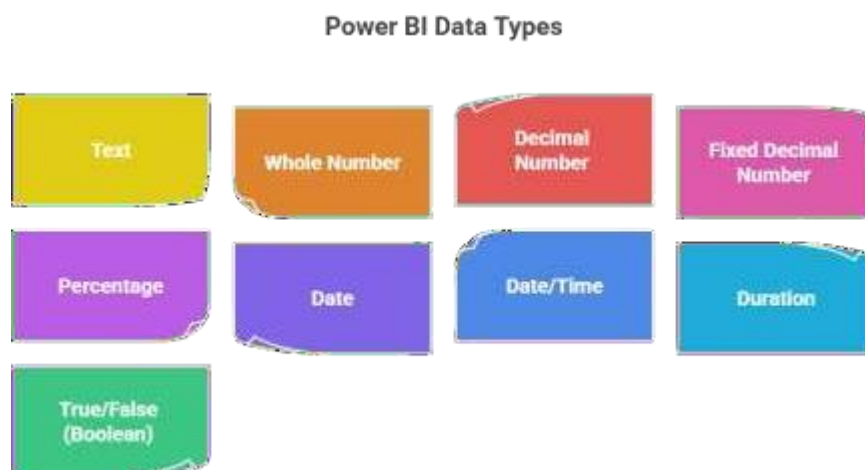 Power BI Data Types
Text
Whole Number
Decimal
Number
Fixed Decimal
Number
Percentage
Date
Date/Time
Duration
True/False
(Boolean)